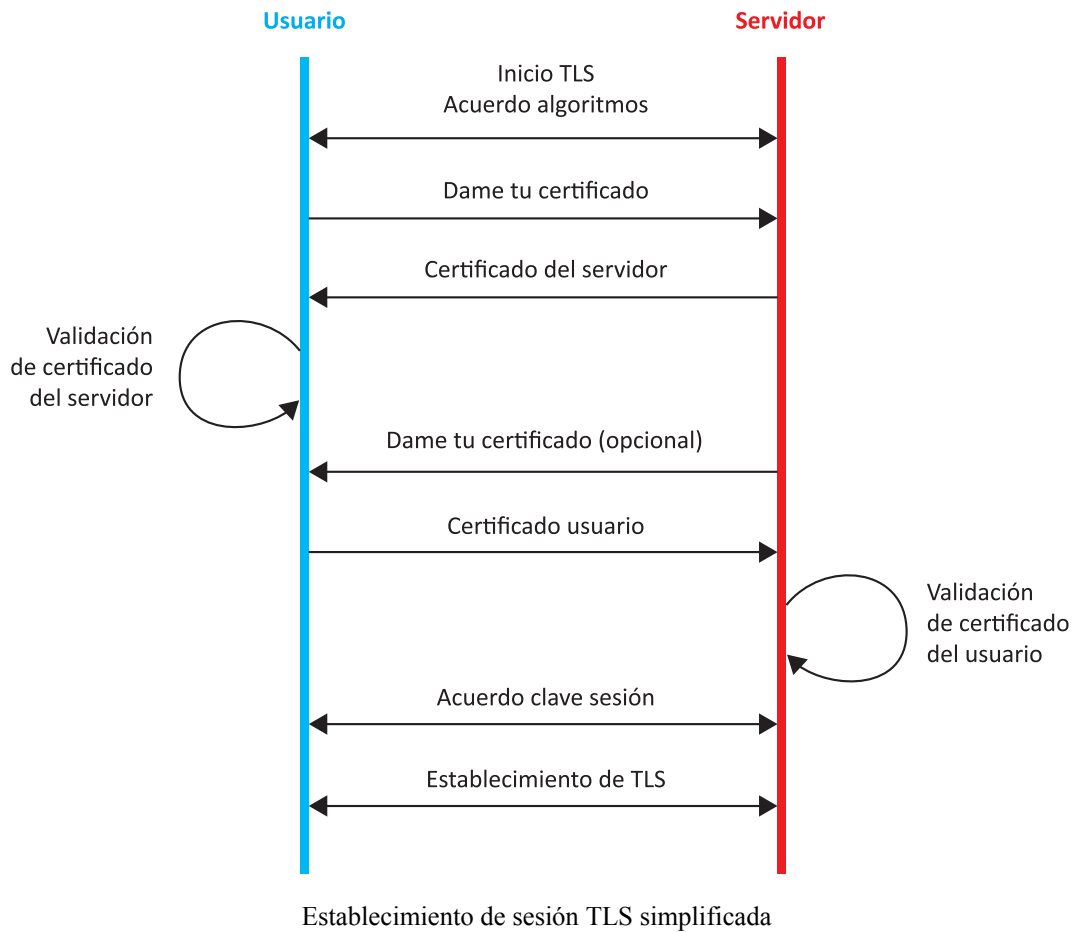 Usuario
Servidor
Inicio TLS
Acuerdo algoritmos
Dame tu certificado
Certificado del servidor
Validación
de certificado
del servidor
Dame tu certificado (opcional)
Certificado usuario
Validación
de certificado
del usuario
Acuerdo clave sesión
Establecimiento de TLS
Establecimiento de sesión TLS simplificada